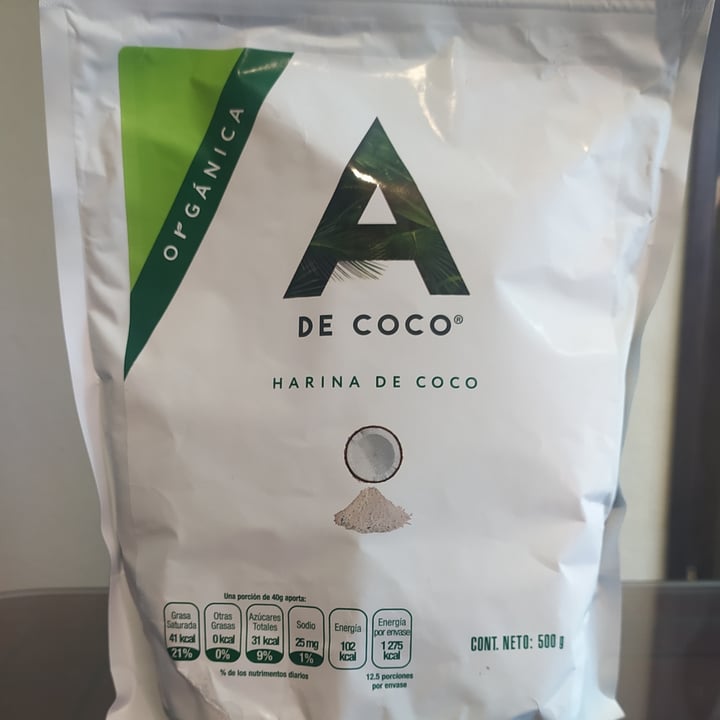 ORGÁNICA
A
DE COCO®
HARINA DE COCO
Una porción de 40g aporta:
Grasa Saturada 41 kcal 21%
Otras Grasas 0 kcal 0%
Azúcares Totales 31 kcal 9%
Sodio 25 mg 1%
Energía 102 kcal
Energía por envase 1 275 kcal
% de los nutrimentos diarios
12.5 porciones
por envase
CONT. NETO: 500 g